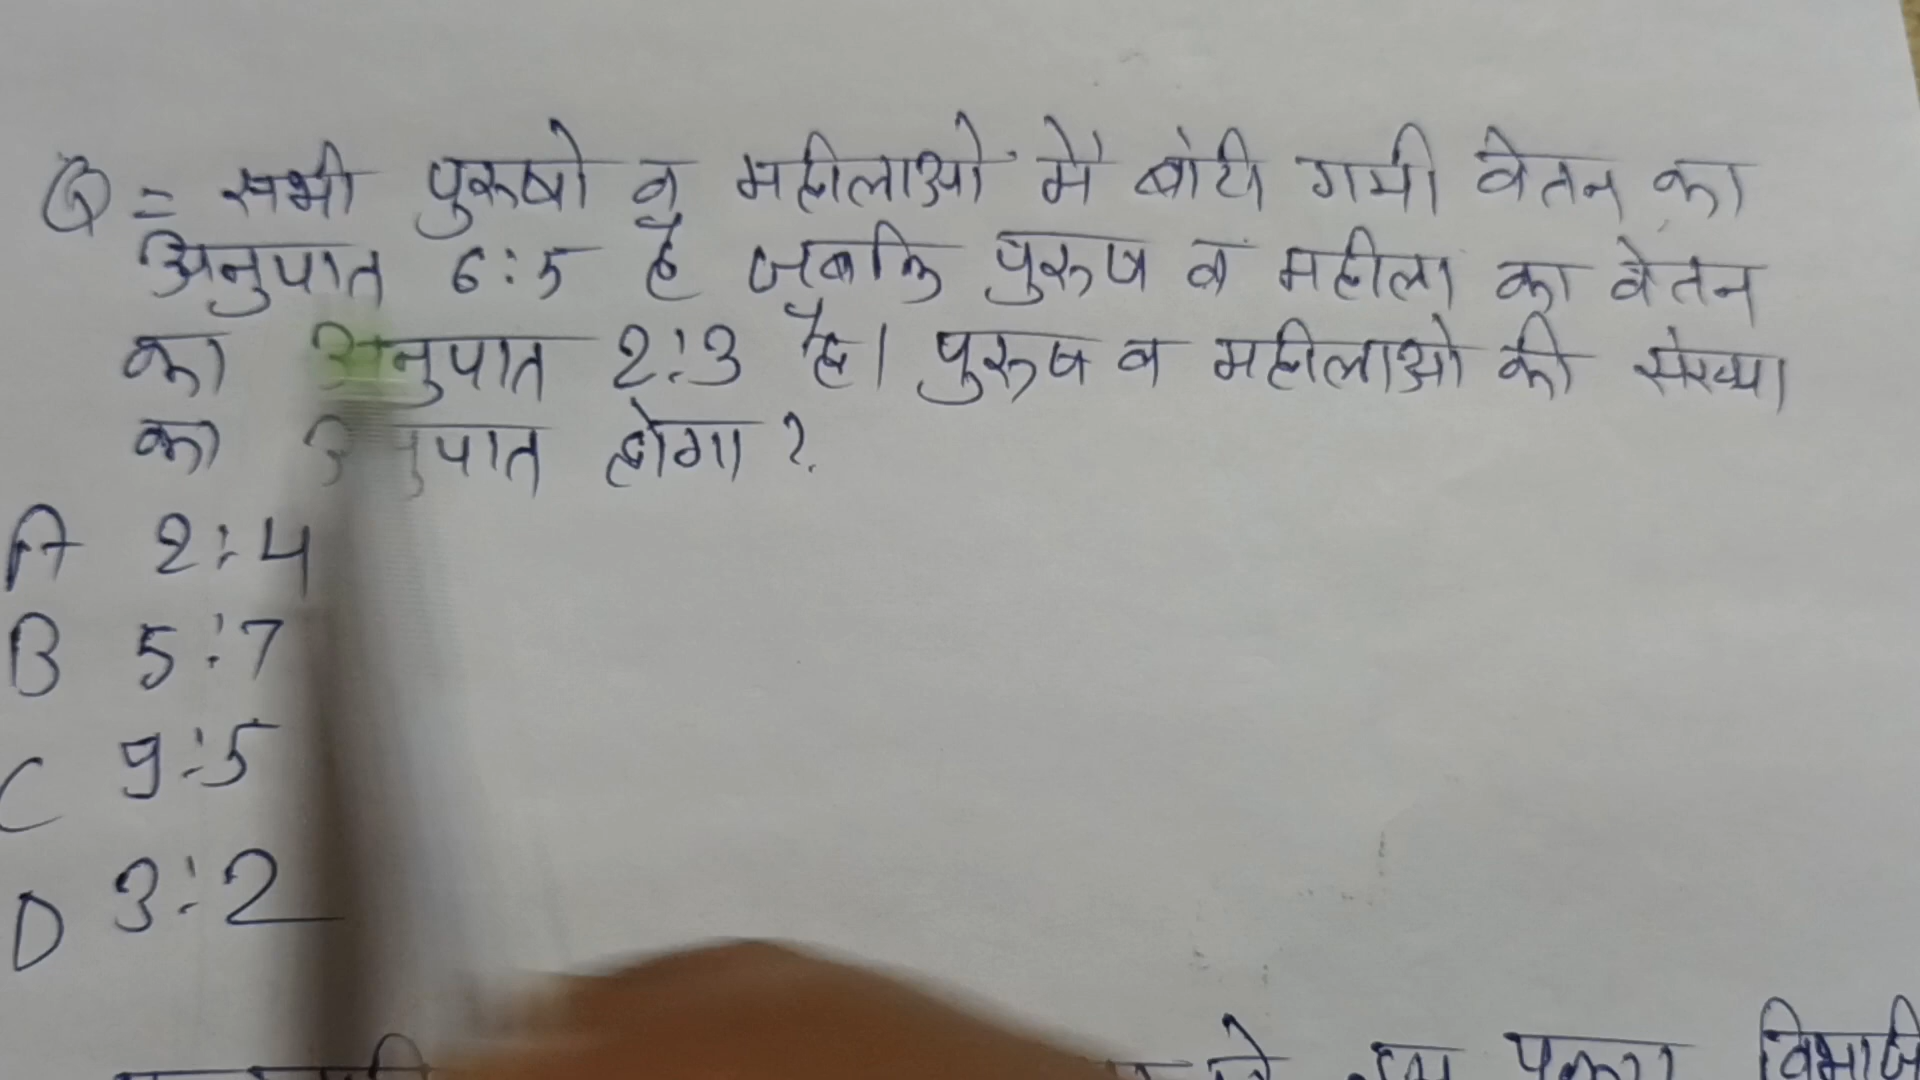 Q = सभी पुरुषो व महीलाओ मे बांटी गयी वेतन का
अनुपात 6:5 है जबकि पुरुष व महीला का वेतन
का अनुपात 2:3 है। पुरुष व महीलाओ की संख्या
का अनुपात होगा?
A 2:4
B 5:7
C 9:5
D 3:2